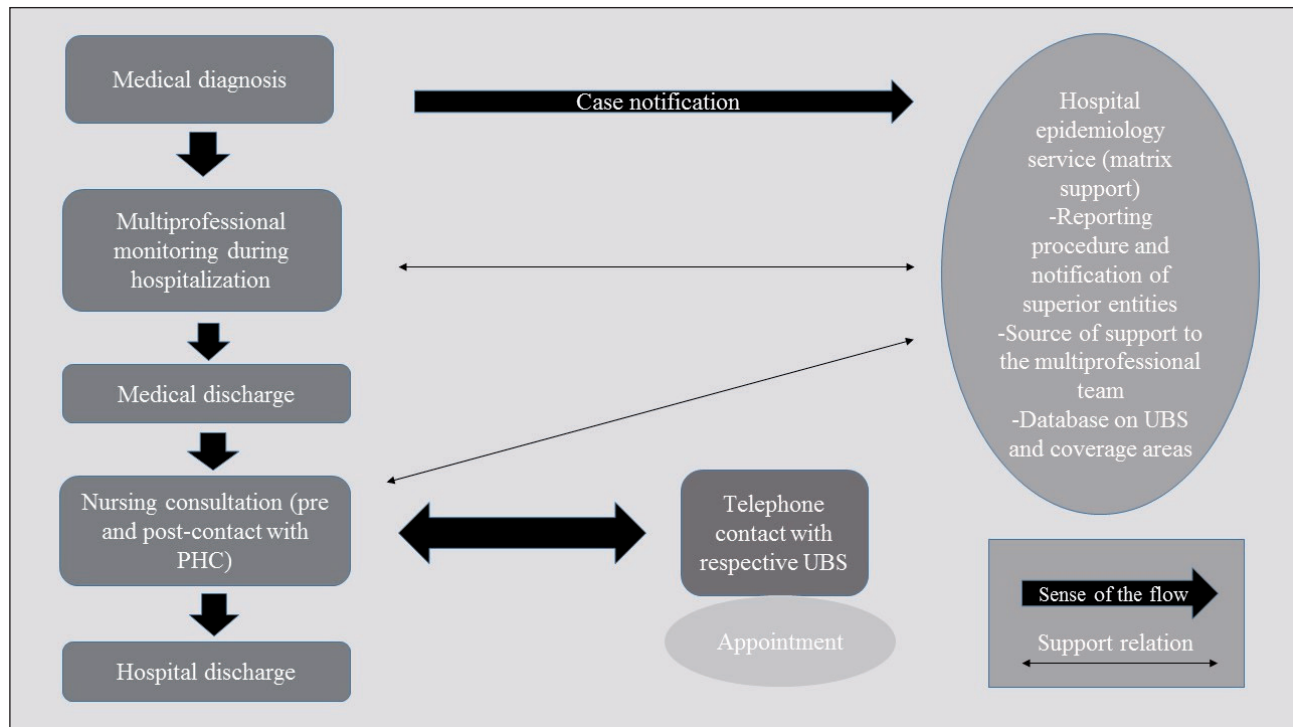 Medical diagnosis
Case notification
Multiprofessional
monitoring during
hospitalization
Medical discharge
Nursing consultation (pre
and post-contact with
PHC)
Hospital discharge
Telephone
contact with
respective UBS
Appointment
Hospital
epidemiology
service (matrix
support)
-Reporting
procedure and
notification of
superior entities
-Source of support to
the multiprofessional
team
-Database on UBS
and coverage areas
Sense of the flow
Support relation